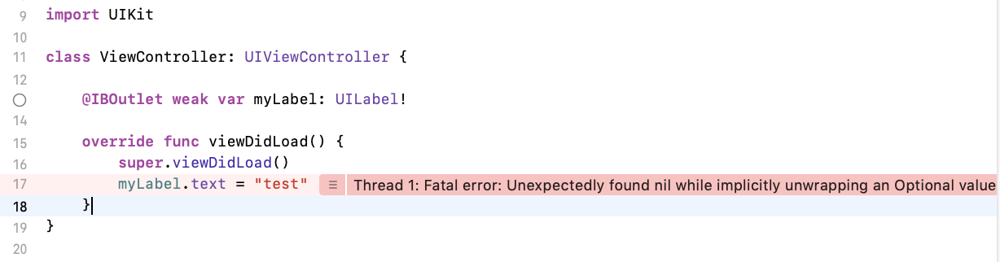 9 import UIKit
10
11 class ViewController: UIViewController {
12
@IBOutlet weak var myLabel: UILabel!
14
15 override func viewDidLoad() {
16 super.viewDidLoad()
17 myLabel.text = "test" Thread 1: Fatal error: Unexpectedly found nil while implicitly unwrapping an Optional value
18 }
19 }
20